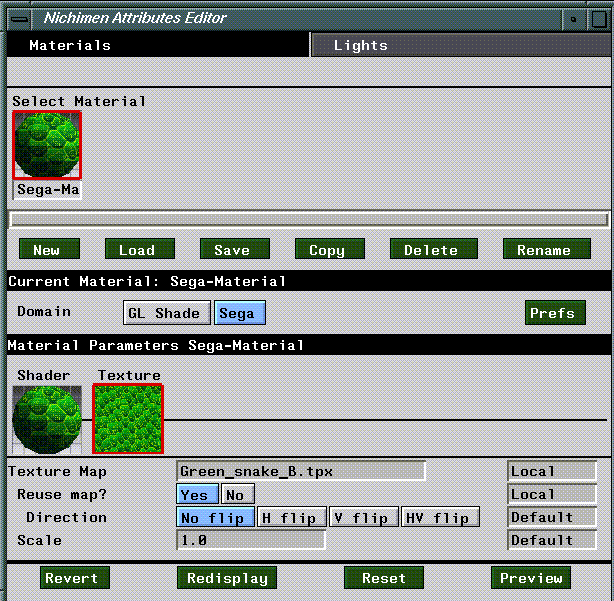 Nichimen Attributes Editor
Materials Lights
Select Material
Sega-Ma
New Load Save Copy Delete Rename
Current Material: Sega-Material
Domain GL Shade Sega Prefs
Material Parameters Sega-Material
Shader Texture
Texture Map Green_snake_B.tpx Local
Reuse map? Yes No Local
Direction No flip H flip V flip HV flip Default
Scale 1.0 Default
Revert Redisplay Reset Preview